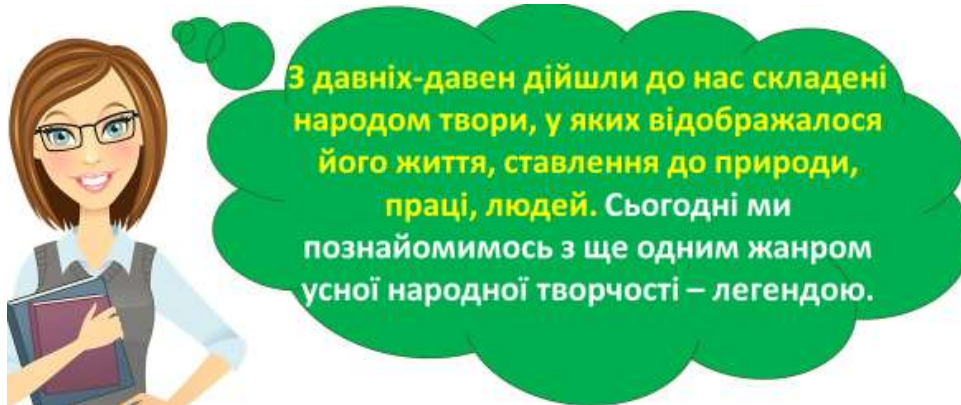 З давніх-давен дійшли до нас складені
народом твори, у яких відображалося
його життя, ставлення до природи,
праці, людей. Сьогодні ми
познайомимось з ще одним жанром
усної народної творчості – легендою.